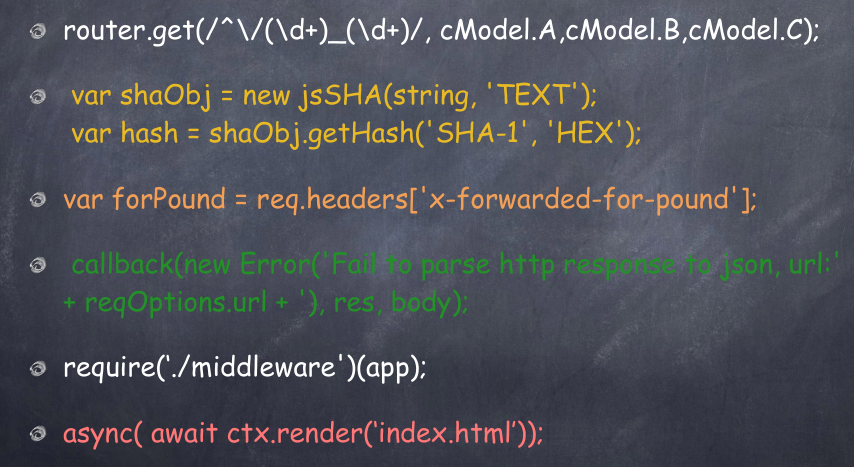 router.get(/^\/(\d+)_(\d+)/, cModel.A,cModel.B,cModel.C);
var shaObj = new jsSHA(string, 'TEXT');
var hash = shaObj.getHash('SHA-1', 'HEX');
var forPound = req.headers['x-forwarded-for-pound'];
callback(new Error('Fail to parse http response to json, url:'
+ reqOptions.url + '), res, body);
require(‘./middleware')(app);
async( await ctx.render(‘index.html’));